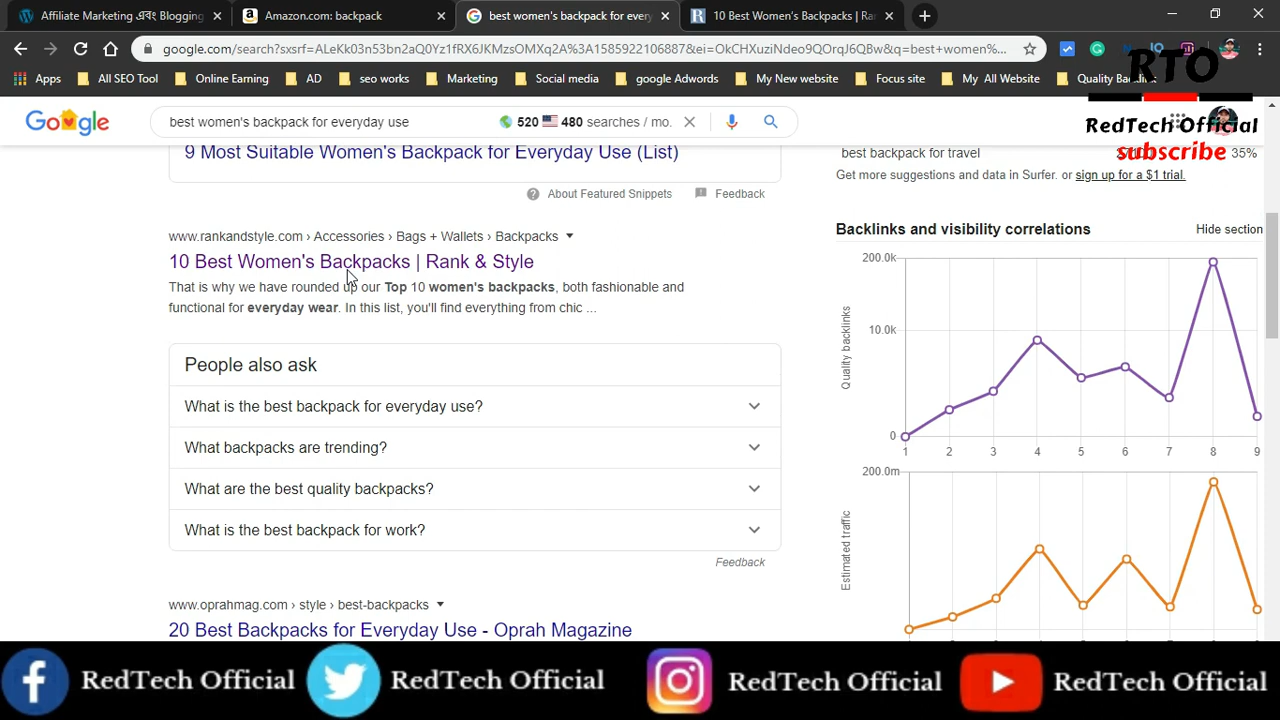 Affiliate Marketing এবং Blogging
Amazon.com: backpack
best women's backpack for every
10 Best Women's Backpacks | Ran
google.com/search?sxsrf=ALeKk03n53bn2aQ0Yz1fRX6JKMzsOMXq2A%3A1585922106887&ei=OkCHXuziNdeo9QOrqJ6QBw&q=best+women%...
Apps
All SEO Tool
Online Earning
AD
seo works
Marketing
Social media
google Adwords
My New website
Focus site
My All Website
Quality Backlink
RTO
RedTech Official
subscribe
best women's backpack for everyday use
520
480 searches / mo.
9 Most Suitable Women's Backpack for Everyday Use (List)
About Featured Snippets
Feedback
www.rankandstyle.com › Accessories › Bags + Wallets › Backpacks
10 Best Women's Backpacks | Rank & Style
That is why we have rounded up our Top 10 women's backpacks, both fashionable and
functional for everyday wear. In this list, you'll find everything from chic ...
People also ask
What is the best backpack for everyday use?
What backpacks are trending?
What are the best quality backpacks?
What is the best backpack for work?
Feedback
www.oprahmag.com › style › best-backpacks
20 Best Backpacks for Everyday Use - Oprah Magazine
best backpack for travel
35%
Get more suggestions and data in Surfer. or sign up for a $1 trial.
Backlinks and visibility correlations
Hide section
200.0k
10.0k
0
Quality backlinks
1 2 3 4 5 6 7 8 9
200.0m
Estimated traffic
RedTech Official
RedTech Official
RedTech Official
RedTech Official